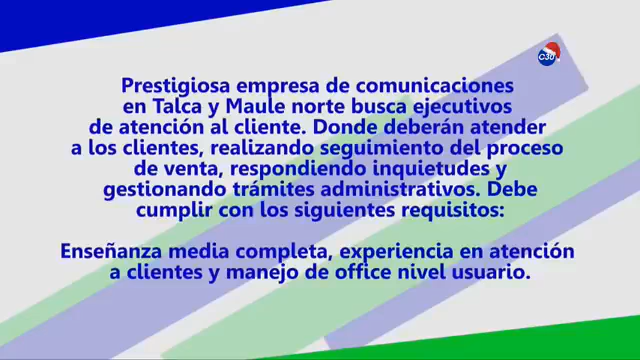 C30
Prestigiosa empresa de comunicaciones
en Talca y Maule norte busca ejecutivos
de atención al cliente. Donde deberán atender
a los clientes, realizando seguimiento del proceso
de venta, respondiendo inquietudes y
gestionando trámites administrativos. Debe
cumplir con los siguientes requisitos:
Enseñanza media completa, experiencia en atención
a clientes y manejo de office nivel usuario.